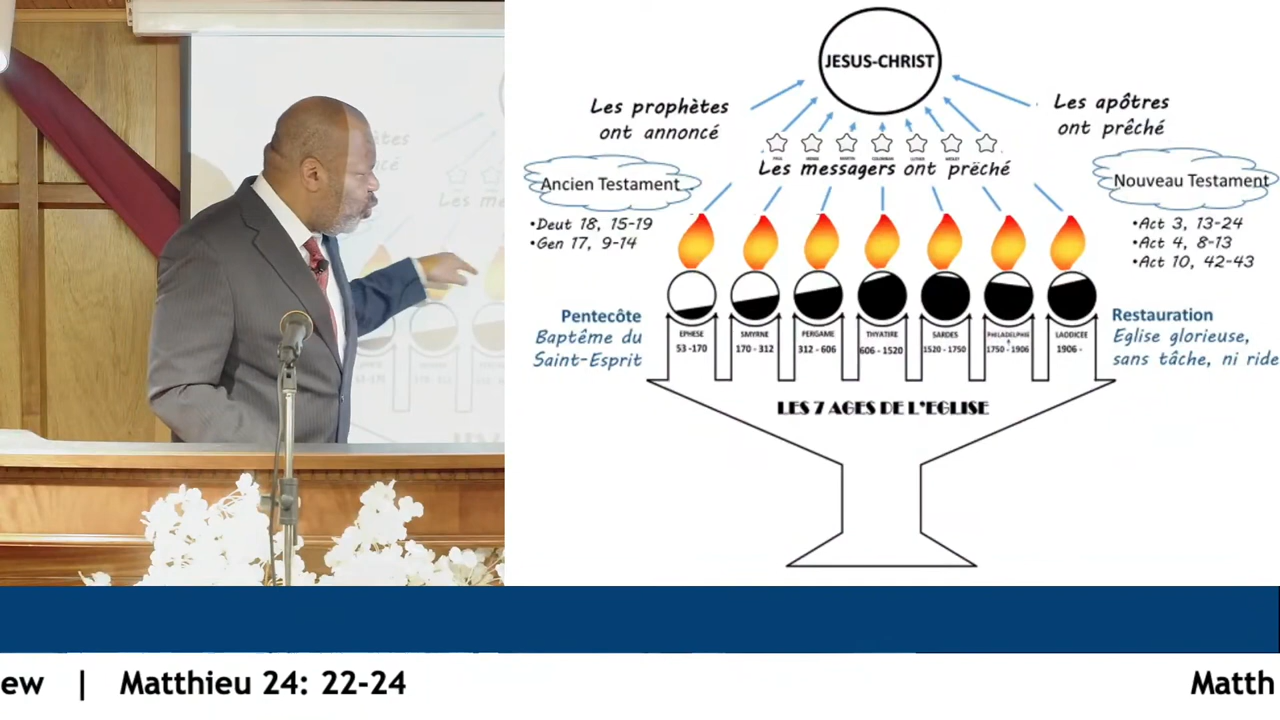 JESUS-CHRIST
Les prophètes
ont annoncé
Les apôtres
ont prêché
Les messagers ont prëché
Ancien Testament
Nouveau Testament
•Deut 18, 15-19
•Gen 17, 9-14
•Act 3, 13-24
•Act 4, 8-13
•Act 10, 42-43
Pentecôte
Baptême du
Saint-Esprit
EPHESE SMYRNE PERGAME THYATIRE SARDES PHILADELPHIE LAODICEE
53 -170 170 - 312 312 - 606 606 - 1520 1520 - 1750 1750 - 1906 1906 -
Restauration
Eglise glorieuse,
sans tâche, ni ride
LES 7 AGES DE L'EGLISE
ew | Matthieu 24: 22-24 Matth